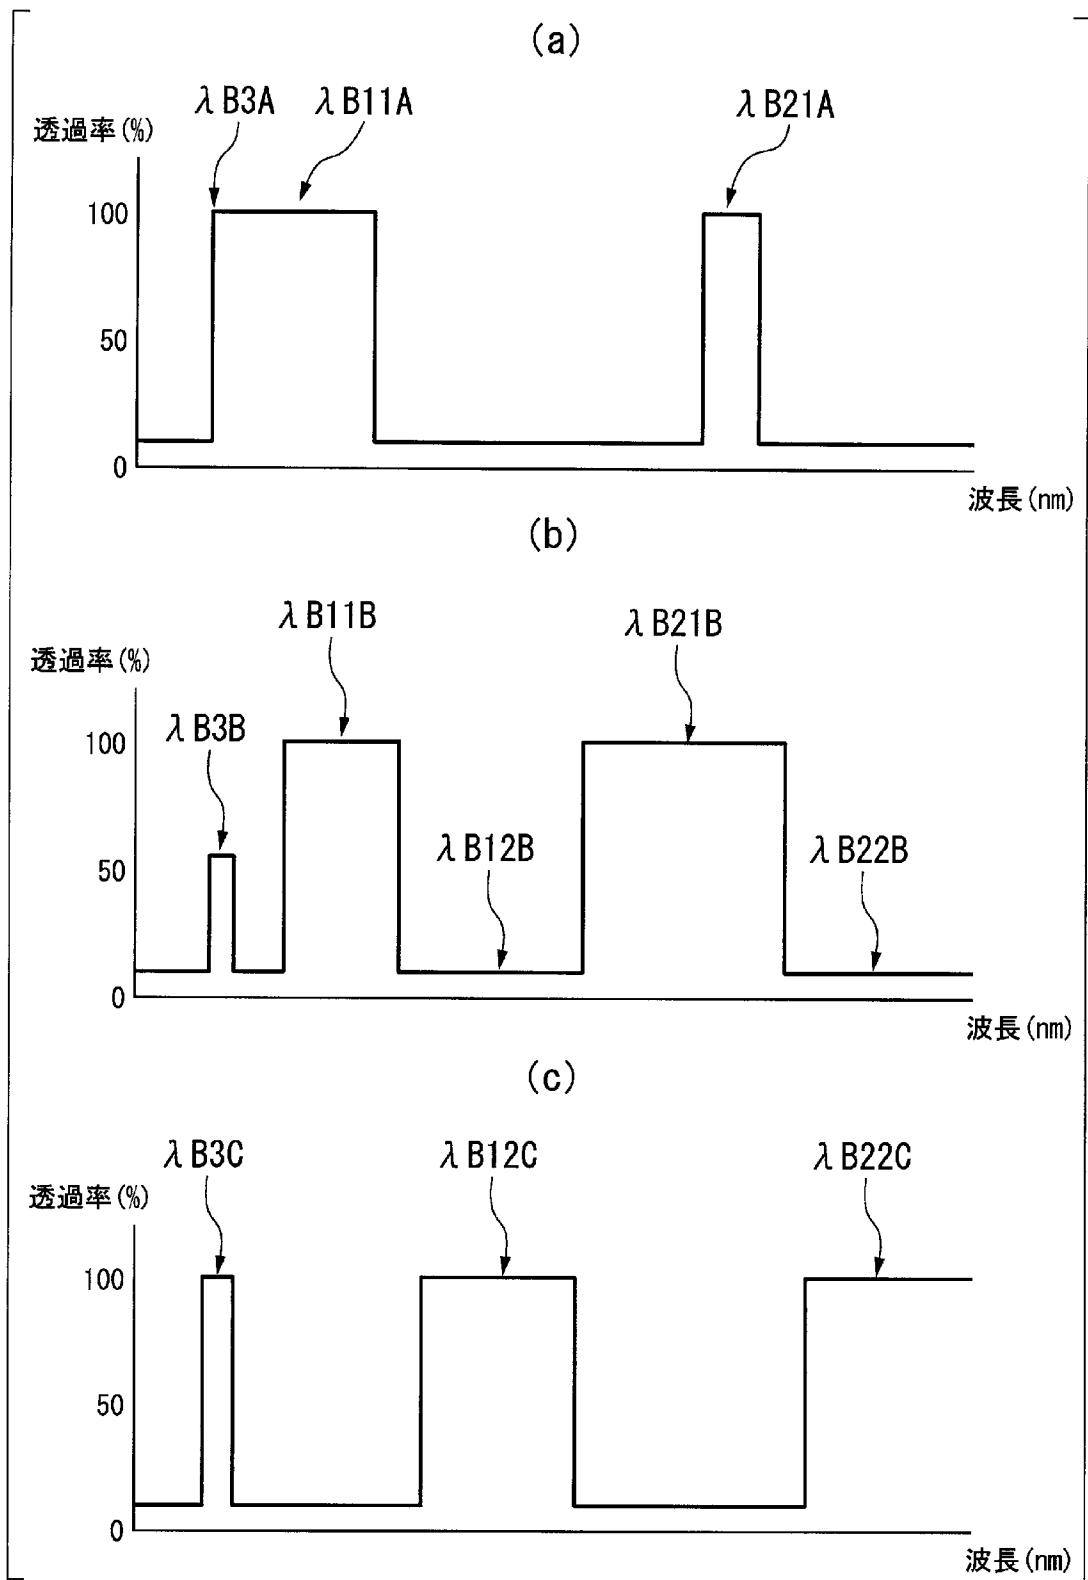 (a)
λB3A
λB11A
λB21A
透過率(%)
100
50
0
波長(nm)
(b)
λB11B
λB21B
透過率(%)
λB3B
100
λB12B
λB22B
50
0
波長(nm)
(c)
λB3C
λB12C
λB22C
透過率(%)
100
50
0
波長(nm)